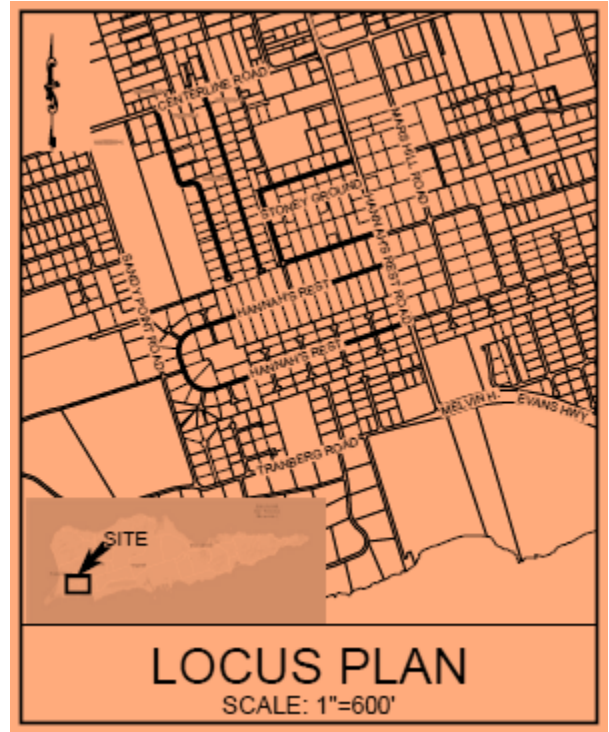 CENTERLINE ROAD
MARS HILL ROAD
STONEY GROUND
HANNAH'S REST ROAD
SANDY POINT ROAD
HANNAH'S REST
HANNAH'S REST
MELVIN H. EVANS HWY
TRANBERG ROAD
SITE
LOCUS PLAN
SCALE: 1"=600'